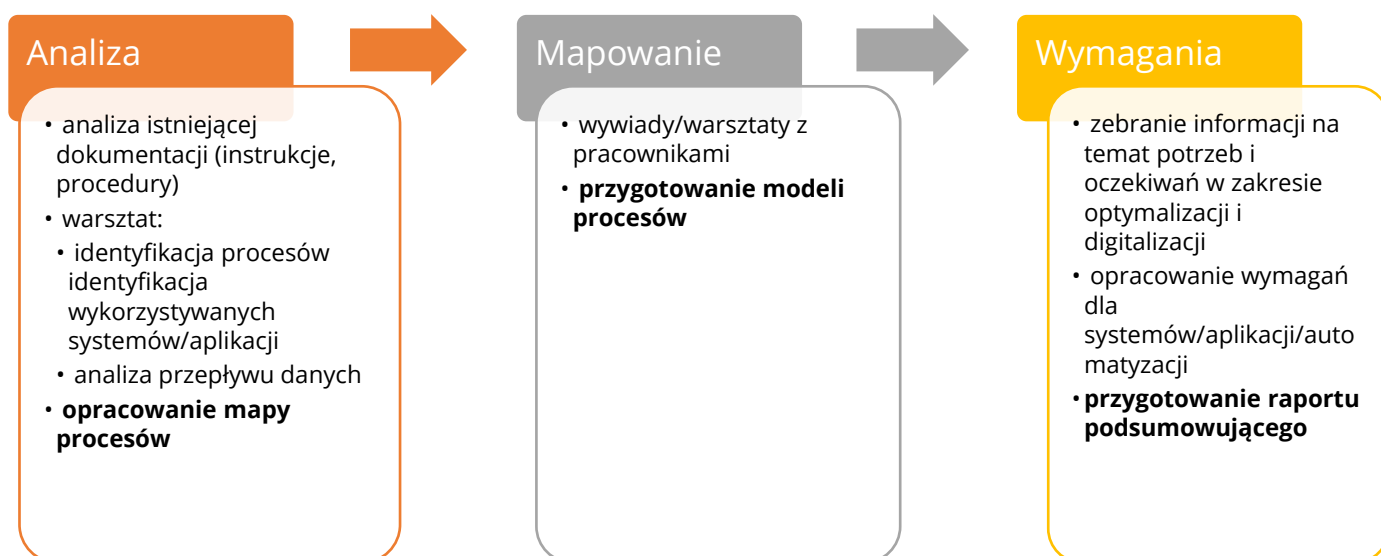 Analiza
• analiza istniejącej
dokumentacji (instrukcje,
procedury)
• warsztat:
• identyfikacja procesów
identyfikacja
wykorzystywanych
systemów/aplikacji
• analiza przepływu danych
• opracowanie mapy
procesów
Mapowanie
• wywiady/warsztaty z
pracownikami
• przygotowanie modeli
procesów
Wymagania
• zebranie informacji na
temat potrzeb i
oczekiwań w zakresie
optymalizacji i
digitalizacji
• opracowanie wymagań
dla
systemów/aplikacji/auto
matyzacji
• przygotowanie raportu
podsumowującego